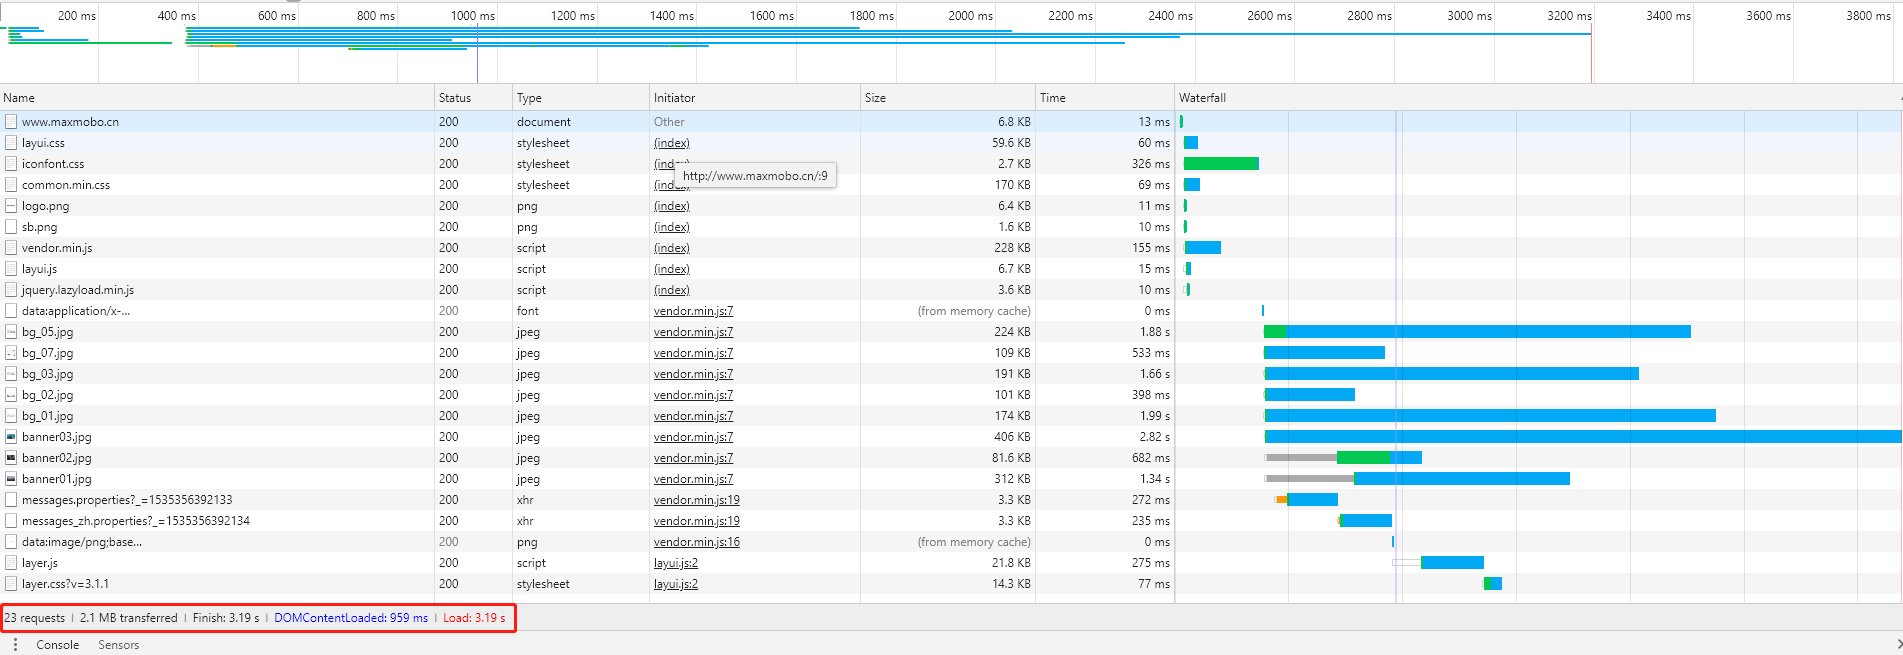 200 ms 400 ms 600 ms 800 ms 1000 ms 1200 ms 1400 ms 1600 ms 1800 ms 2000 ms 2200 ms 2400 ms 2600 ms 2800 ms 3000 ms 3200 ms 3400 ms 3600 ms 3800 ms
Name Status Type Initiator Size Time Waterfall
www.maxmobo.cn 200 document Other 6.8 KB 13 ms
layui.css 200 stylesheet (index) 59.6 KB 60 ms
iconfont.css 200 stylesheet (index) 2.7 KB 326 ms
http://www.maxmobo.cn/:9
common.min.css 200 stylesheet (index) 170 KB 69 ms
logo.png 200 png (index) 6.4 KB 11 ms
sb.png 200 png (index) 1.6 KB 10 ms
vendor.min.js 200 script (index) 228 KB 155 ms
layui.js 200 script (index) 6.7 KB 15 ms
jquery.lazyload.min.js 200 script (index) 3.6 KB 10 ms
data:application/x-... 200 font vendor.min.js:7 (from memory cache) 0 ms
bg_05.jpg 200 jpeg vendor.min.js:7 224 KB 1.88 s
bg_07.jpg 200 jpeg vendor.min.js:7 109 KB 533 ms
bg_03.jpg 200 jpeg vendor.min.js:7 191 KB 1.66 s
bg_02.jpg 200 jpeg vendor.min.js:7 101 KB 398 ms
bg_01.jpg 200 jpeg vendor.min.js:7 174 KB 1.99 s
banner03.jpg 200 jpeg vendor.min.js:7 406 KB 2.82 s
banner02.jpg 200 jpeg vendor.min.js:7 81.6 KB 682 ms
banner01.jpg 200 jpeg vendor.min.js:7 312 KB 1.34 s
messages.properties?_=1535356392133 200 xhr vendor.min.js:19 3.3 KB 272 ms
messages_zh.properties?_=1535356392134 200 xhr vendor.min.js:19 3.3 KB 235 ms
data:image/png;base... 200 png vendor.min.js:16 (from memory cache) 0 ms
layer.js 200 script layui.js:2 21.8 KB 275 ms
layer.css?v=3.1.1 200 stylesheet layui.js:2 14.3 KB 77 ms
23 requests | 2.1 MB transferred | Finish: 3.19 s | DOMContentLoaded: 959 ms | Load: 3.19 s
Console Sensors